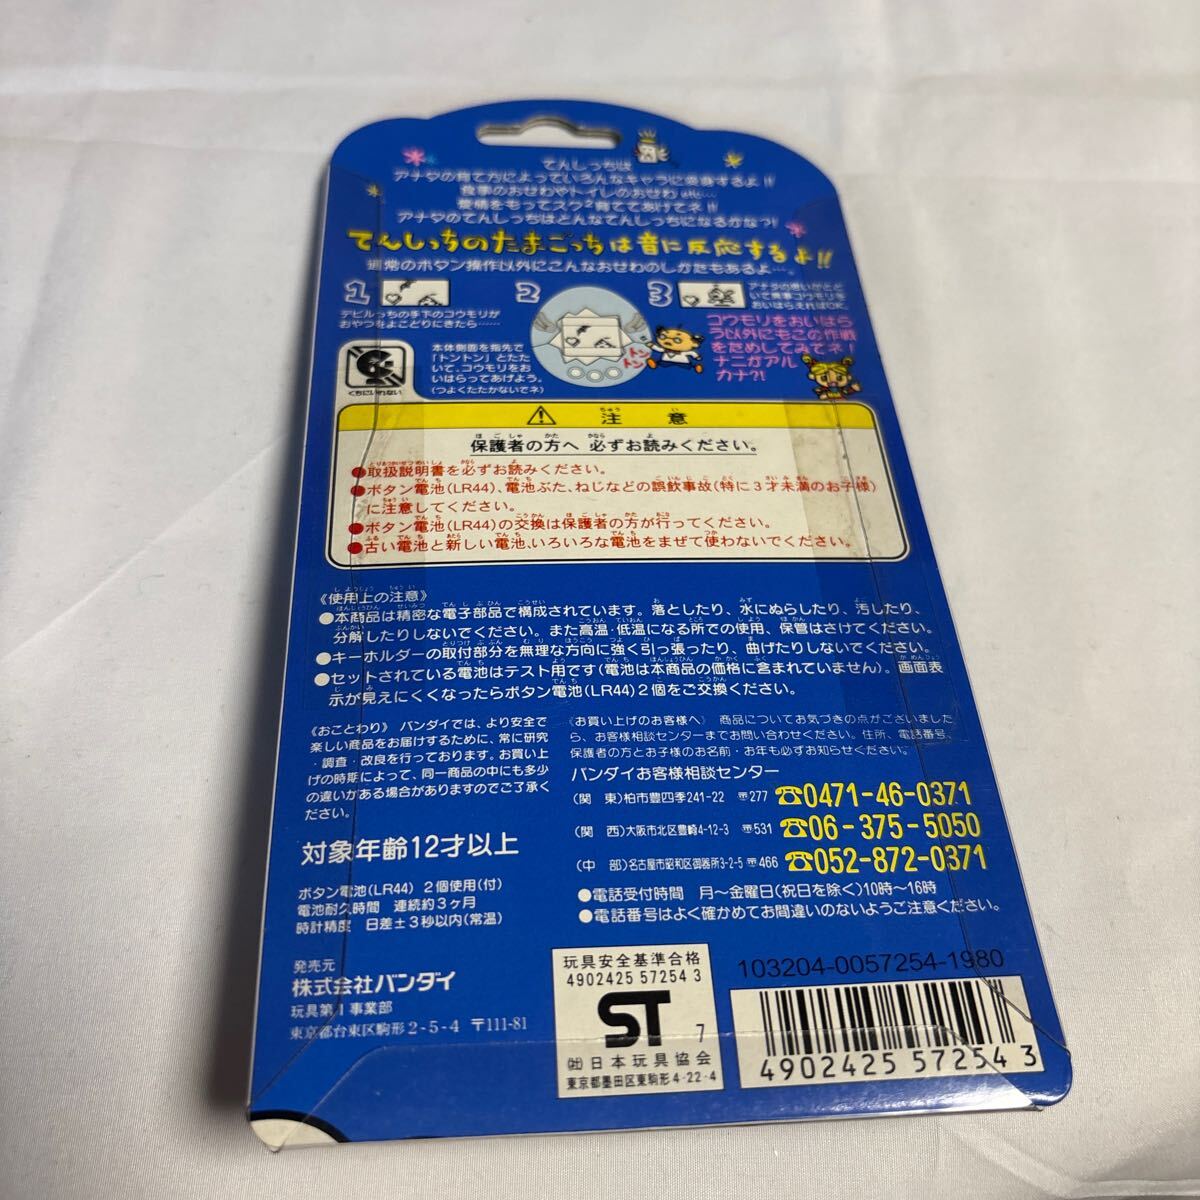 てんしっちは
アナタの育て方によっていろんなキャラに変身するよ!!
食事のおせわやトイレのおせわ etc…
愛情をもってスク²育ててあげてネ!
アナタのてんしっちはどんなてんしっちになるかな?!
てんしっちのたまごっちは音に反応するよ!!
通常のボタン操作以外にこんなおせわのしかたもあるよ…。
1
デビルっちの手下のコウモリが
おやつをよこどりにきたら……
くちにいれない
2
本体側面を指先で
「トントン」とたた
いて、コウモリをお
いはらってあげよう。
(つよくたたかないでネ)
トントン
3
アナタの思いがとど
いて無事コウモリを
おいはらえればOK。
コウモリをおいはら
う以外にもこの作戦
をためしてみてネ!
ナニカアル
カナ?!
注意
保護者の方へ 必ずお読みください。
●取扱説明書を必ずお読みください。
●ボタン電池(LR44)、電池ぶた、ねじなどの誤飲事故(特に3才未満のお子様)
に注意してください。
●ボタン電池(LR44)の交換は保護者の方が行ってください。
●古い電池と新しい電池、いろいろな電池をまぜて使わないでください。
《使用上の注意》
●本商品は精密な電子部品で構成されています。落としたり、水にぬらしたり、汚したり、
分解したりしないでください。また高温・低温になる所での使用、保管はさけてください。
●キーホルダーの取付部分を無理な方向に強く引っ張ったり、曲げたりしないでください。
●セットされている電池はテスト用です(電池は本商品の価格に含まれていません)。画面表
示が見えにくくなったらボタン電池(LR44)2個をご交換ください。
《おことわり》 バンダイでは、より安全で
楽しい商品をお届けするために、常に研究
・調査・改良を行っております。お買い上
げの時期によって、同一商品の中にも多少
の違いがある場合がありますのでご了承く
ださい。
対象年齢12才以上
ボタン電池(LR44) 2個使用(付)
電池耐久時間 連続約3ヶ月
時計精度 日差±3秒以内(常温)
発売元
株式会社バンダイ
玩具第1事業部
東京都台東区駒形2-5-4 〒111-81
《お買い上げのお客様へ》 商品についてお気づきの点がございました
ら、お客様相談センターまでお問い合わせください。住所、電話番号、
保護者の方とお子様のお名前・お年も必ずお知らせください。
バンダイお客様相談センター
(関 東)柏市豊四季241-22 〒277 ☎0471-46-0371
(関 西)大阪市北区豊崎4-12-3 〒531 ☎06-375-5050
(中 部)名古屋市昭和区御器所3-2-5 〒466 ☎052-872-0371
●電話受付時間 月〜金曜日(祝日を除く)10時〜16時
●電話番号はよく確かめてお間違いのないようご注意ください。
玩具安全基準合格
4902425 57254 3
ST
7
(社)日本玩具協会
東京都墨田区東駒形4-22-4
103204-0057254-1980
4902425 572543